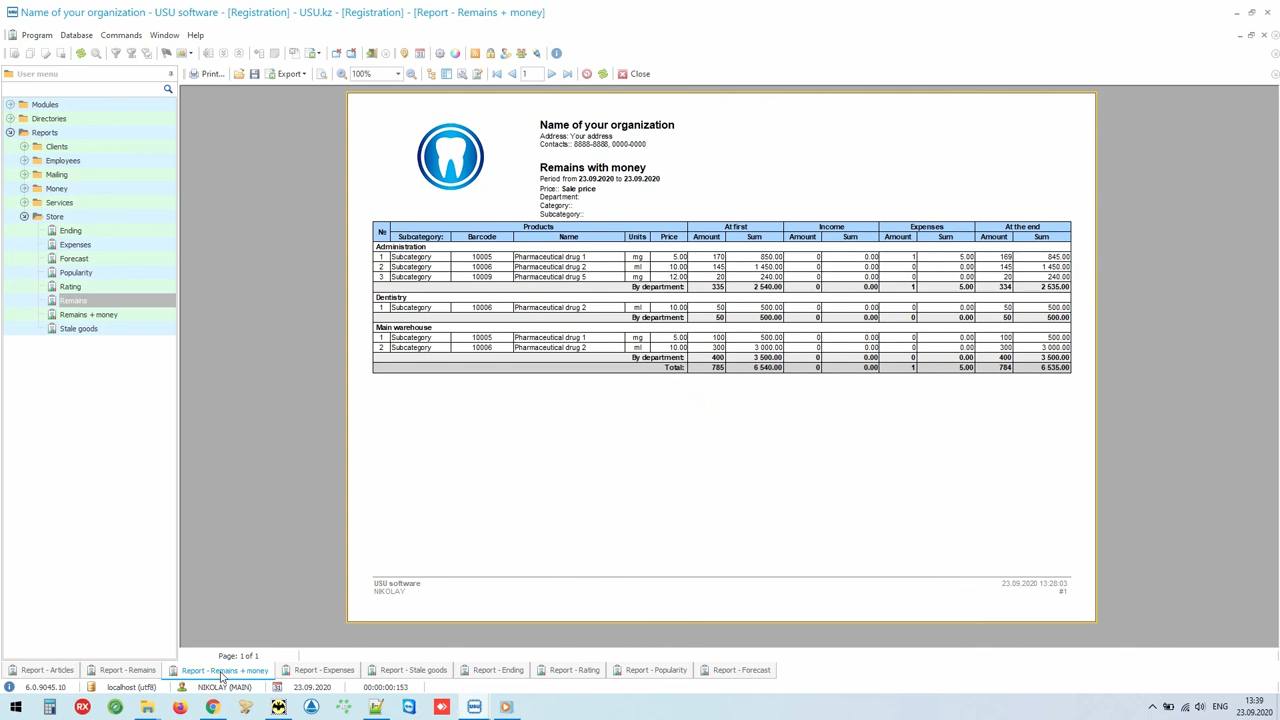 Name of your organization - USU software - [Registration] - USU.kz - [Registration] - [Report - Remains + money]
Program Database Commands Window Help
100%
Print... Export 1 Close
User menu
Modules
Directories
Reports
Clients
Employees
Mailing
Money
Services
Store
Ending
Expenses
Forecast
Popularity
Rating
Remains
Remains + money
Stale goods
Name of your organization
Address: Your address
Contacts:: 8888-8888, 0000-0000
Remains with money
Period from 23.09.2020 to 23.09.2020
Price:: Sale price
Department:
Category::
Subcategory::
№ Products At first Income Expenses At the end
Subcategory: Barcode Name Units Price Amount Sum Amount Sum Amount Sum Amount Sum
Administration
1 Subcategory 10005 Pharmaceutical drug 1 mg 5.00 170 850.00 0 0.00 1 5.00 169 845.00
2 Subcategory 10006 Pharmaceutical drug 2 ml 10.00 145 1 450.00 0 0.00 0 0.00 145 1 450.00
3 Subcategory 10009 Pharmaceutical drug 5 mg 12.00 20 240.00 0 0.00 0 0.00 20 240.00
By department: 335 2 540.00 0 0.00 1 5.00 334 2 535.00
Dentistry
1 Subcategory 10006 Pharmaceutical drug 2 ml 10.00 50 500.00 0 0.00 0 0.00 50 500.00
By department: 50 500.00 0 0.00 0 0.00 50 500.00
Main warehouse
1 Subcategory 10005 Pharmaceutical drug 1 mg 5.00 100 500.00 0 0.00 0 0.00 100 500.00
2 Subcategory 10006 Pharmaceutical drug 2 ml 10.00 300 3 000.00 0 0.00 0 0.00 300 3 000.00
By department: 400 3 500.00 0 0.00 0 0.00 400 3 500.00
Total: 785 6 540.00 0 0.00 1 5.00 784 6 535.00
USU software 23.09.2020 13:28:03
NIKOLAY #1
Page: 1 of 1
Report - Articles Report - Remains Report - Remains + money Report - Expenses Report - Stale goods Report - Ending Report - Rating Report - Popularity Report - Forecast
6.0.9045.10 localhost (utf8) NIKOLAY (MAIN) 23.09.2020 00:00:00:153
RX USU ENG 13:39
23.09.2020